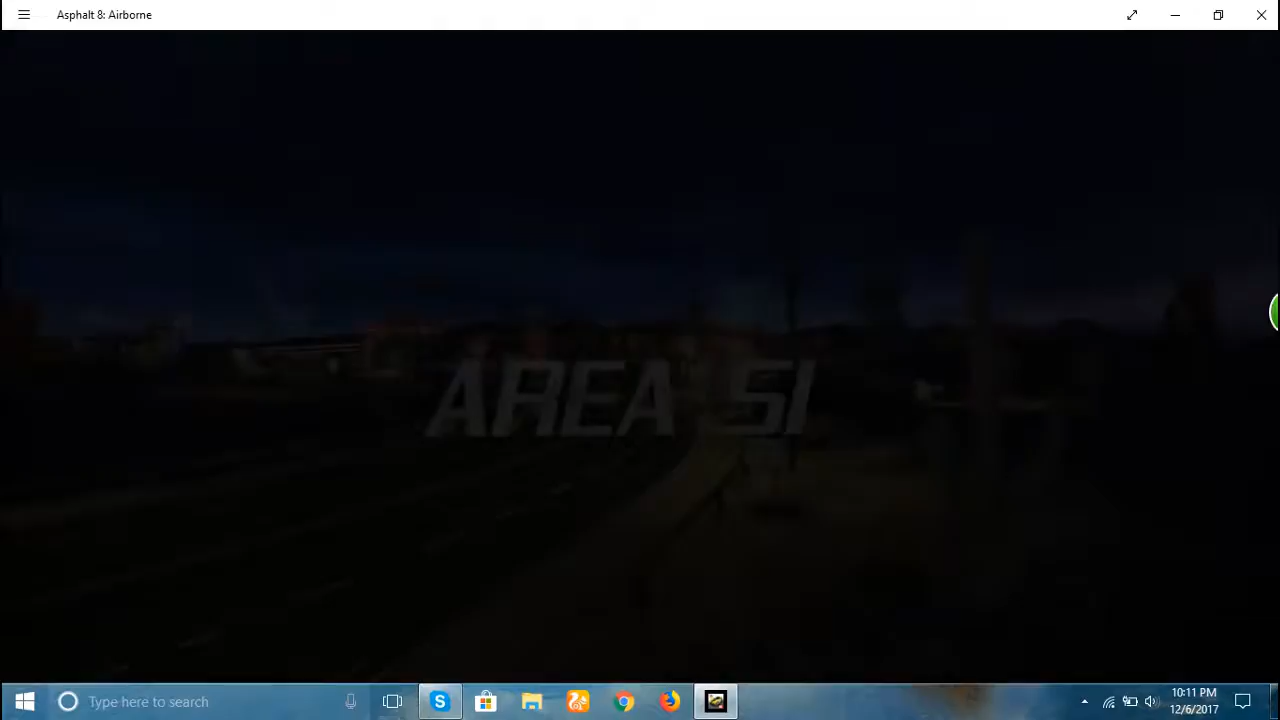 Asphalt 8: Airborne
AREA 51
Type here to search
10:11 PM
12/6/2017